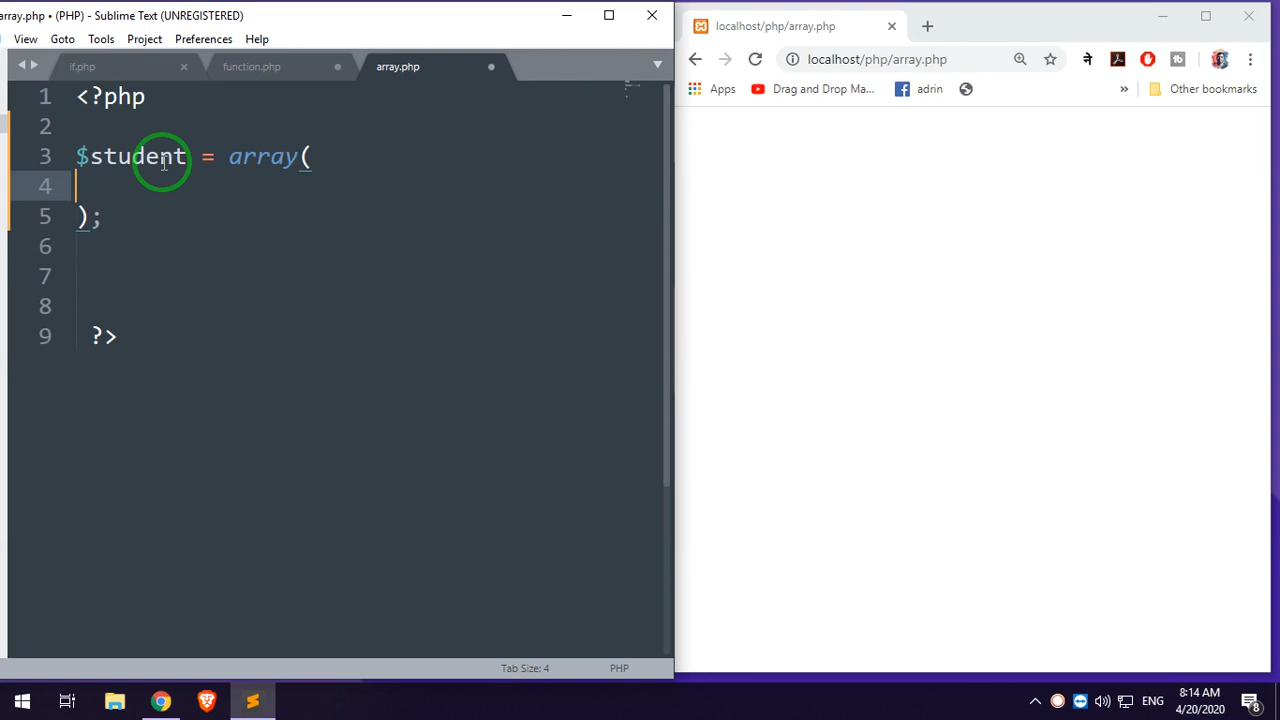 array.php • (PHP) - Sublime Text (UNREGISTERED)
View Goto Tools Project Preferences Help
if.php function.php array.php
1 <?php
2
3 $student = array(
4
5 );
6
7
8
9 ?>
Tab Size: 4 PHP
localhost/php/array.php
localhost/php/array.php
Apps Drag and Drop Ma... adrin » Other bookmarks
ENG
8:14 AM
4/20/2020
8